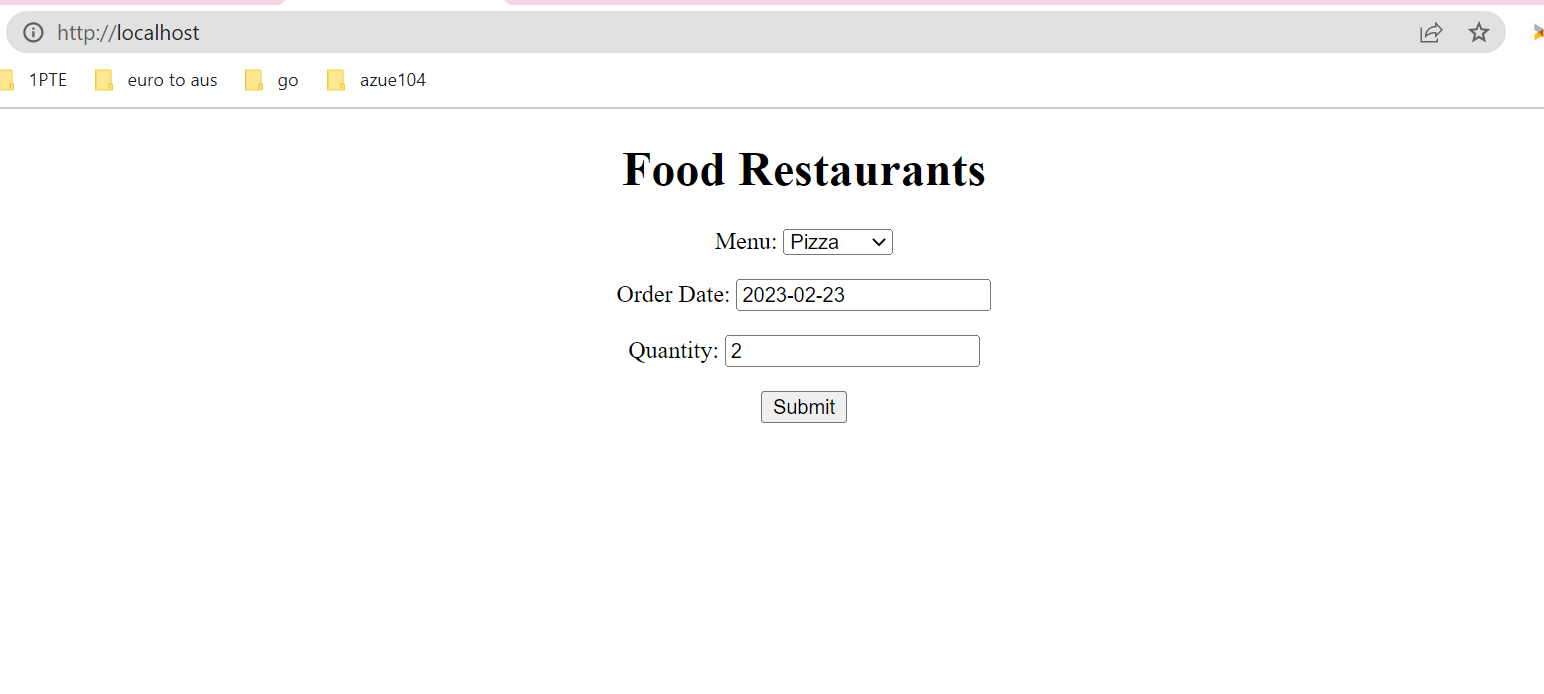 http://localhost
1PTE euro to aus go azue104
Food Restaurants
Menu: Pizza
Order Date: 2023-02-23
Quantity: 2
Submit